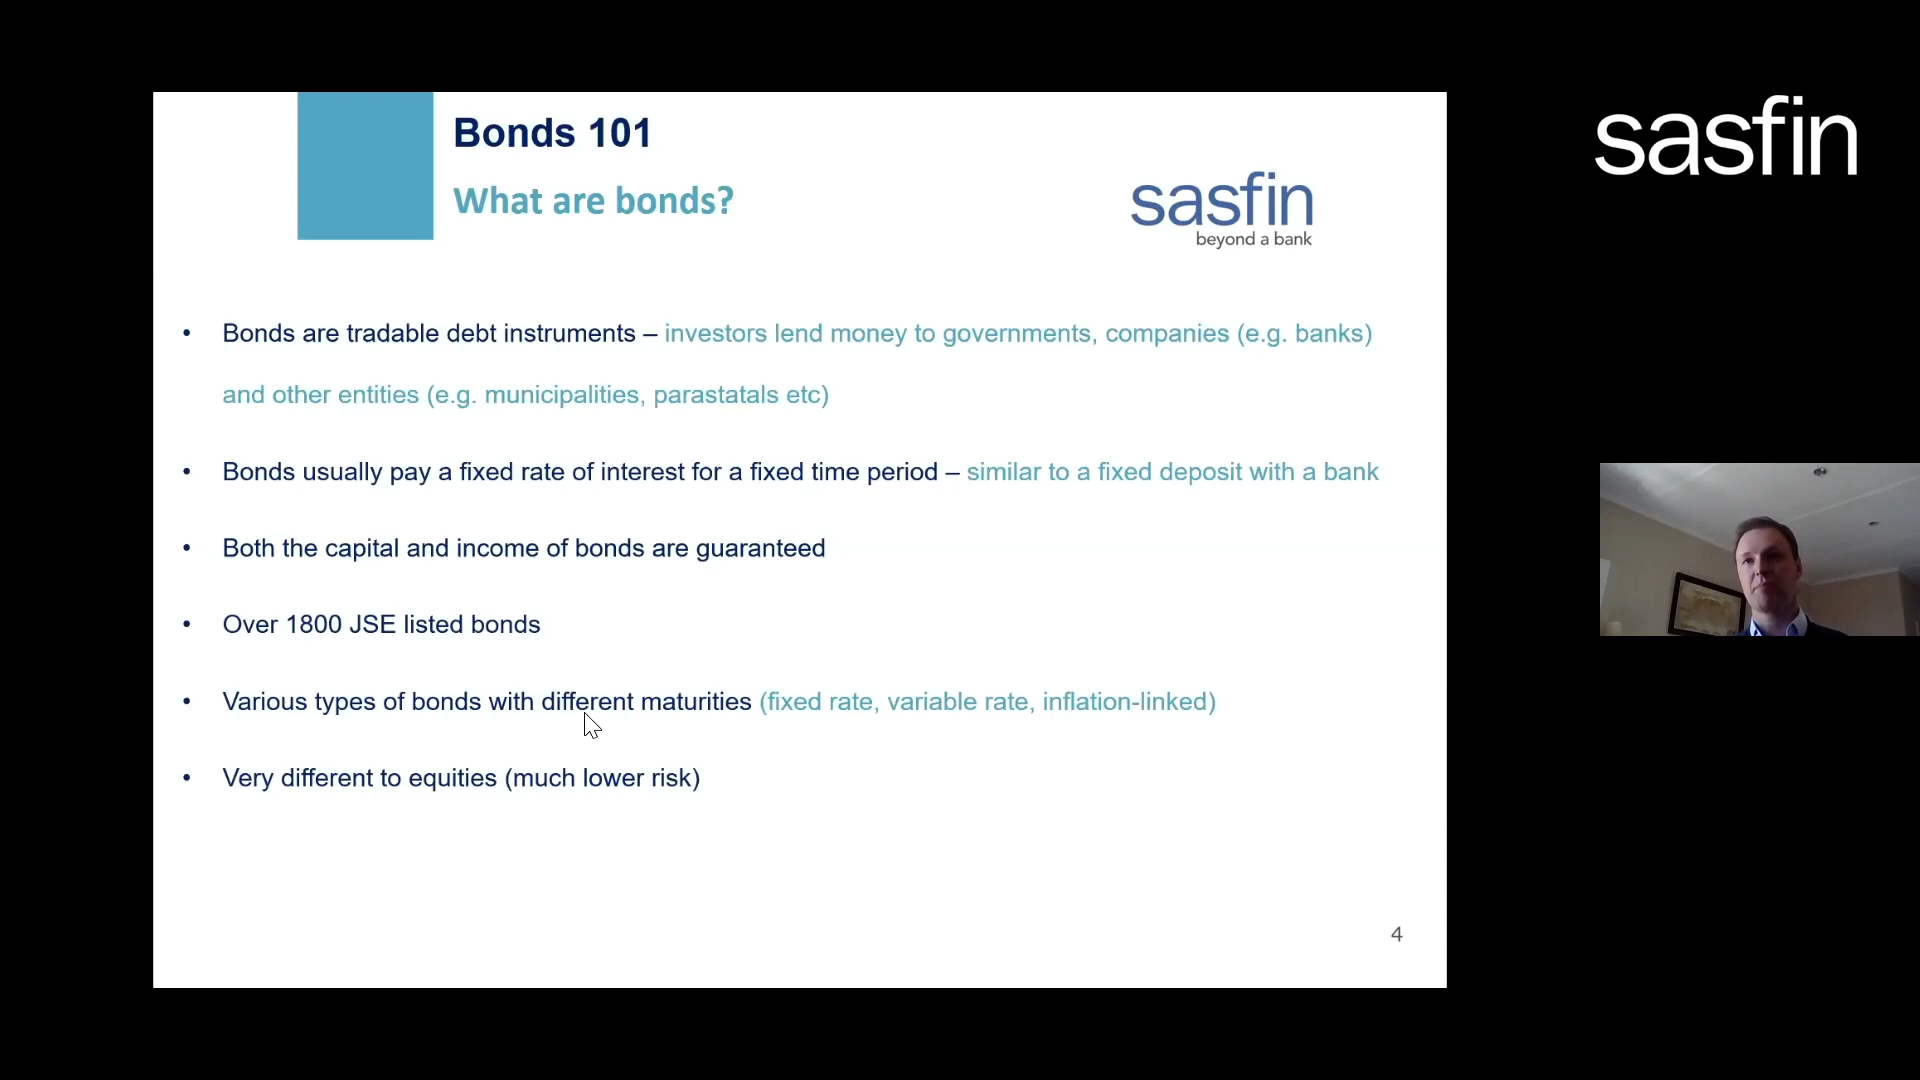 Bonds 101
What are bonds?
sasfin
beyond a bank
sasfin
• Bonds are tradable debt instruments – investors lend money to governments, companies (e.g. banks)
and other entities (e.g. municipalities, parastatals etc)
• Bonds usually pay a fixed rate of interest for a fixed time period – similar to a fixed deposit with a bank
• Both the capital and income of bonds are guaranteed
• Over 1800 JSE listed bonds
• Various types of bonds with different maturities (fixed rate, variable rate, inflation-linked)
• Very different to equities (much lower risk)
4